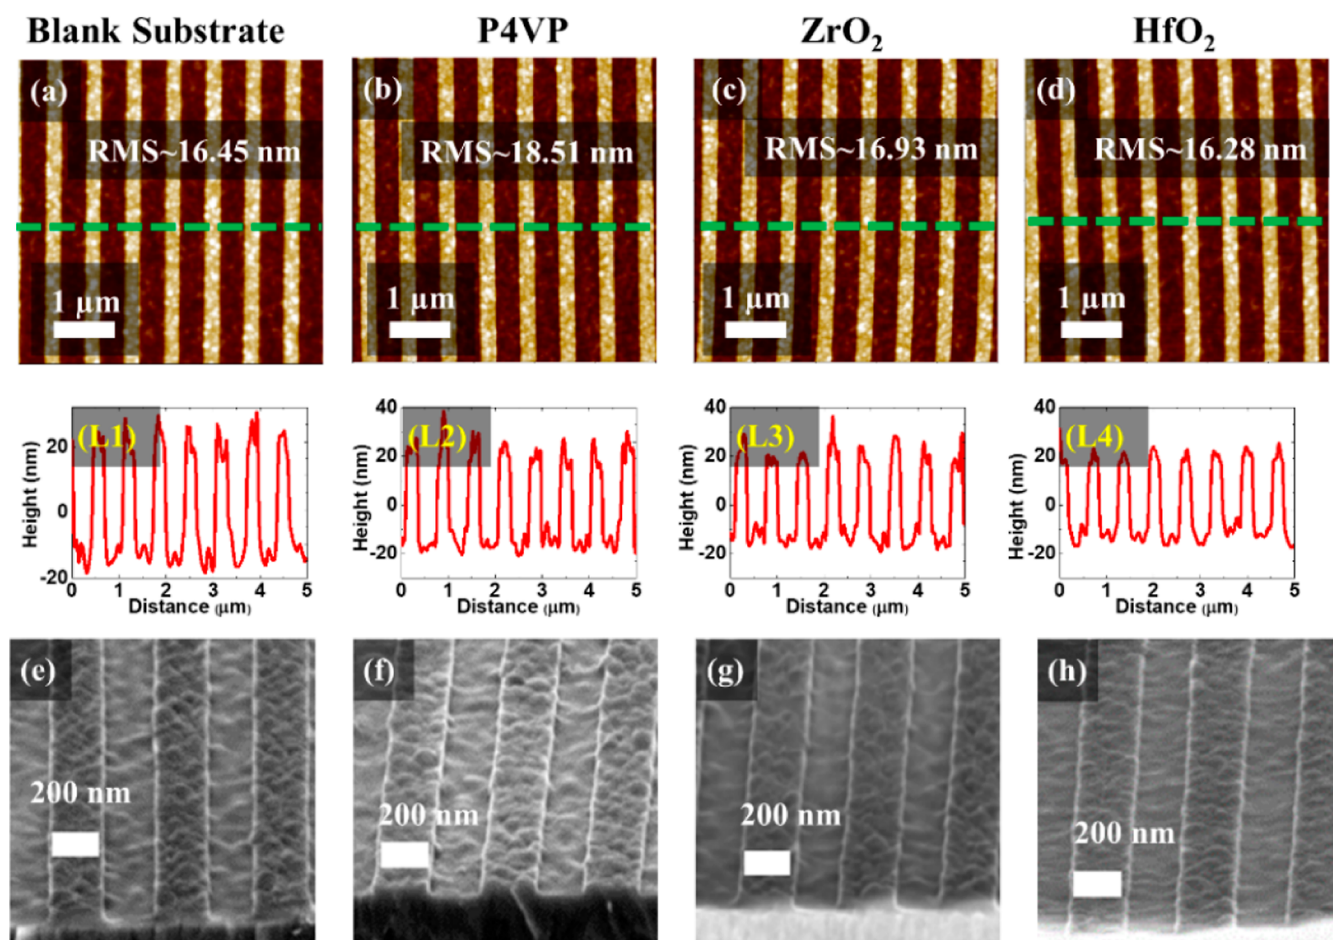 Blank Substrate
P4VP
ZrO₂
HfO₂
(a)
RMS~16.45 nm
1 µm
(b)
RMS~18.51 nm
1 µm
(c)
RMS~16.93 nm
1 µm
(d)
RMS~16.28 nm
1 µm
(L1)
Height (nm)
20
0
-20
0 1 2 3 4 5
Distance (µm)
(L2)
Height (nm)
40
20
0
-20
0 1 2 3 4 5
Distance (µm)
(L3)
Height (nm)
40
20
0
-20
0 1 2 3 4 5
Distance (µm)
(L4)
Height (nm)
40
20
0
-20
0 1 2 3 4 5
Distance (µm)
(e)
200 nm
(f)
200 nm
(g)
200 nm
(h)
200 nm